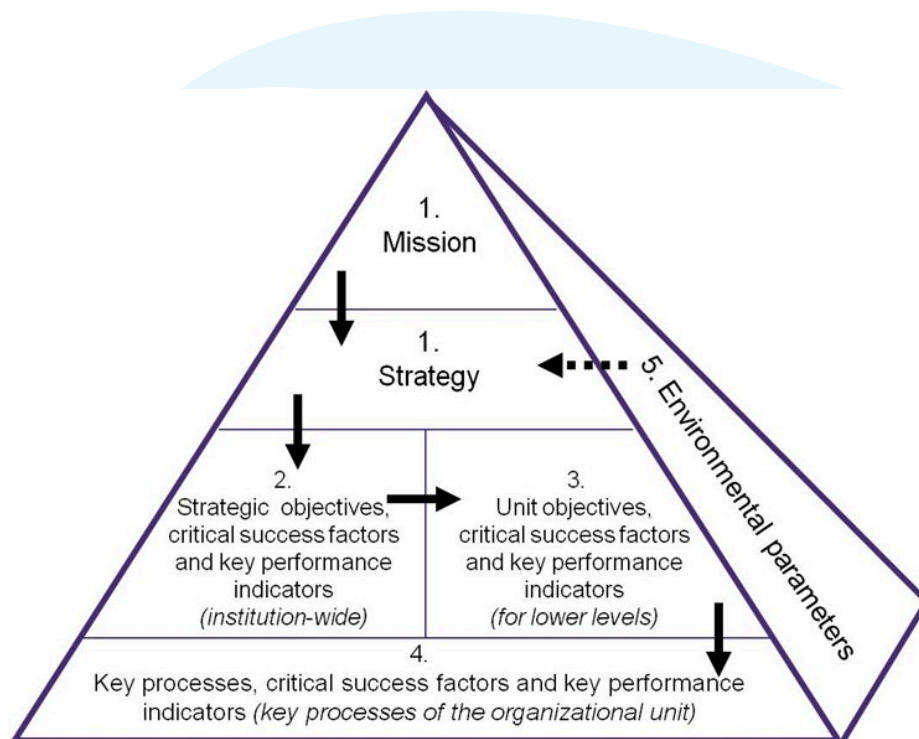 1.
Mission
1.
Strategy
2.
Strategic objectives,
critical success factors
and key performance
indicators
(institution-wide)
3.
Unit objectives,
critical success factors
and key performance
indicators
(for lower levels)
4.
Key processes, critical success factors and key performance
indicators (key processes of the organizational unit)
5. Environmental parameters